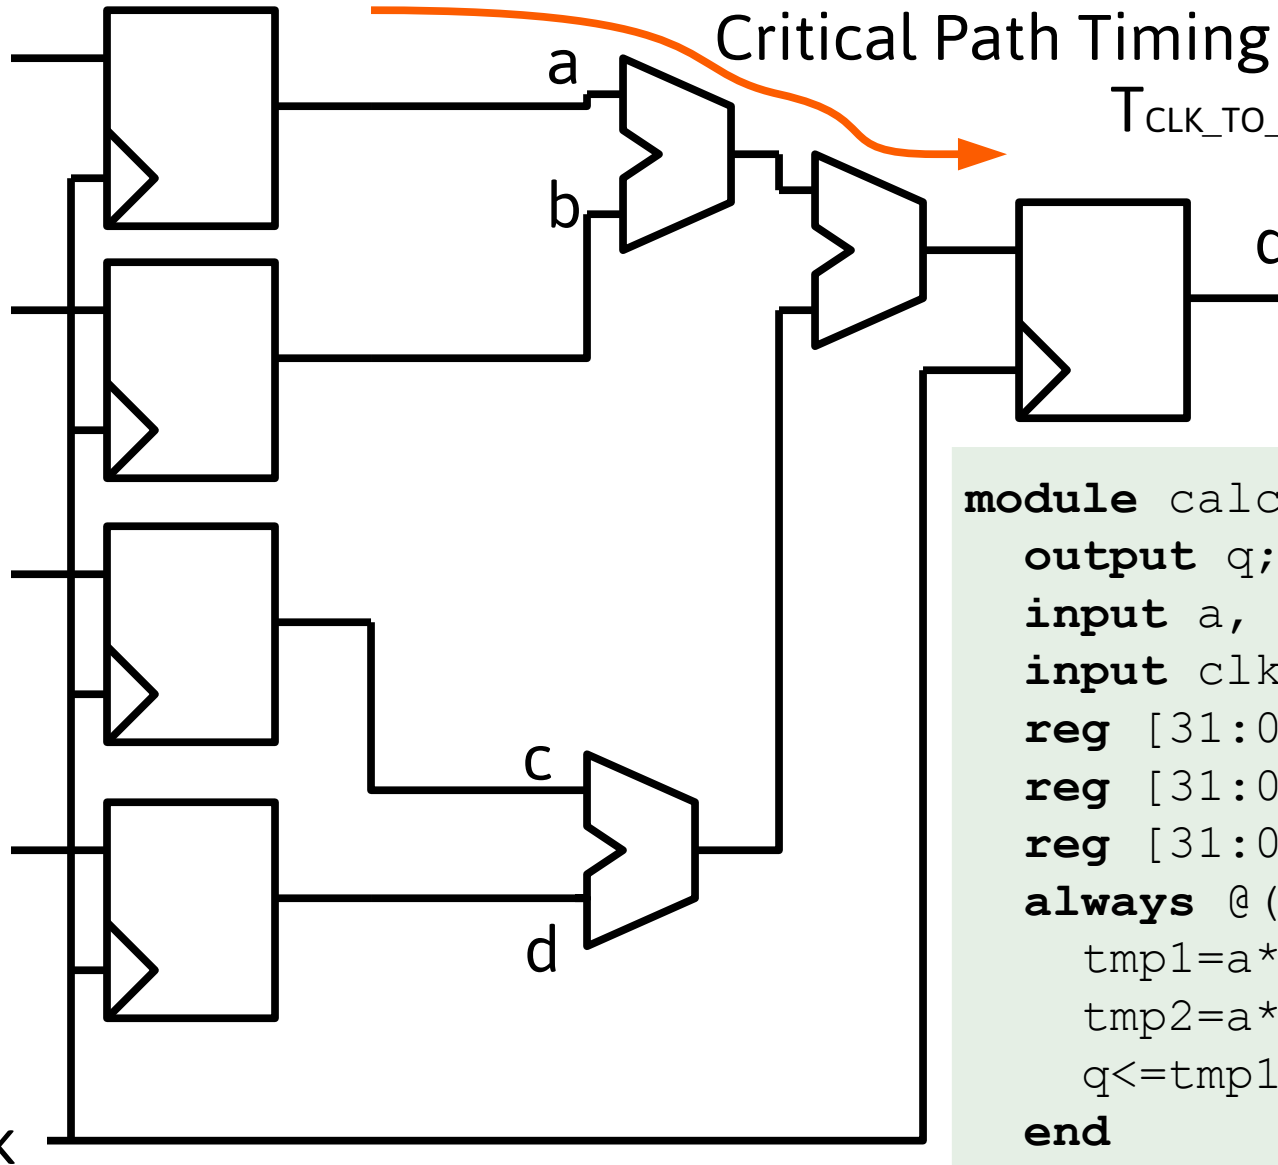 Critical Path Timing
TCLK_TO_
a
b
c
d
module calc
output q;
input a,
input clk
reg [31:0
reg [31:0
reg [31:0
always @(
tmp1=a*
tmp2=a*
q<=tmp1
end